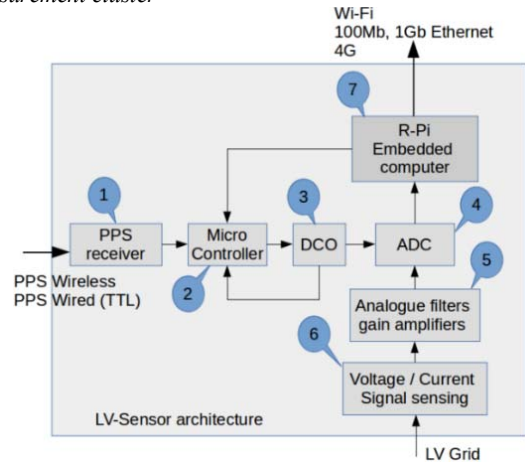 Wi-Fi
100Mb, 1Gb Ethernet
4G
7
R-Pi
Embedded
computer
1
3
4
PPS
receiver
Micro
Controller
DCO
ADC
2
5
PPS Wireless
PPS Wired (TTL)
Analogue filters
gain amplifiers
6
Voltage / Current
Signal sensing
LV-Sensor architecture
LV Grid